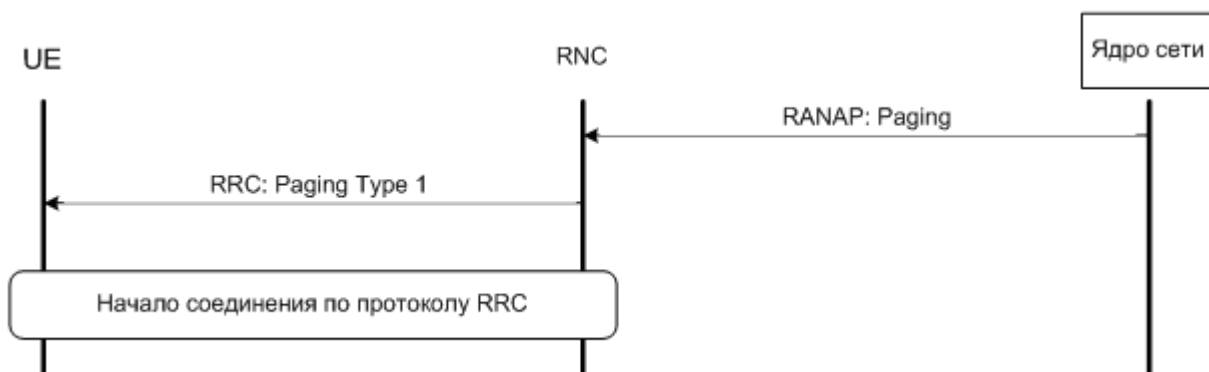 UE
RNC
Ядро сети
RANAP: Paging
RRC: Paging Type 1
Начало соединения по протоколу RRC